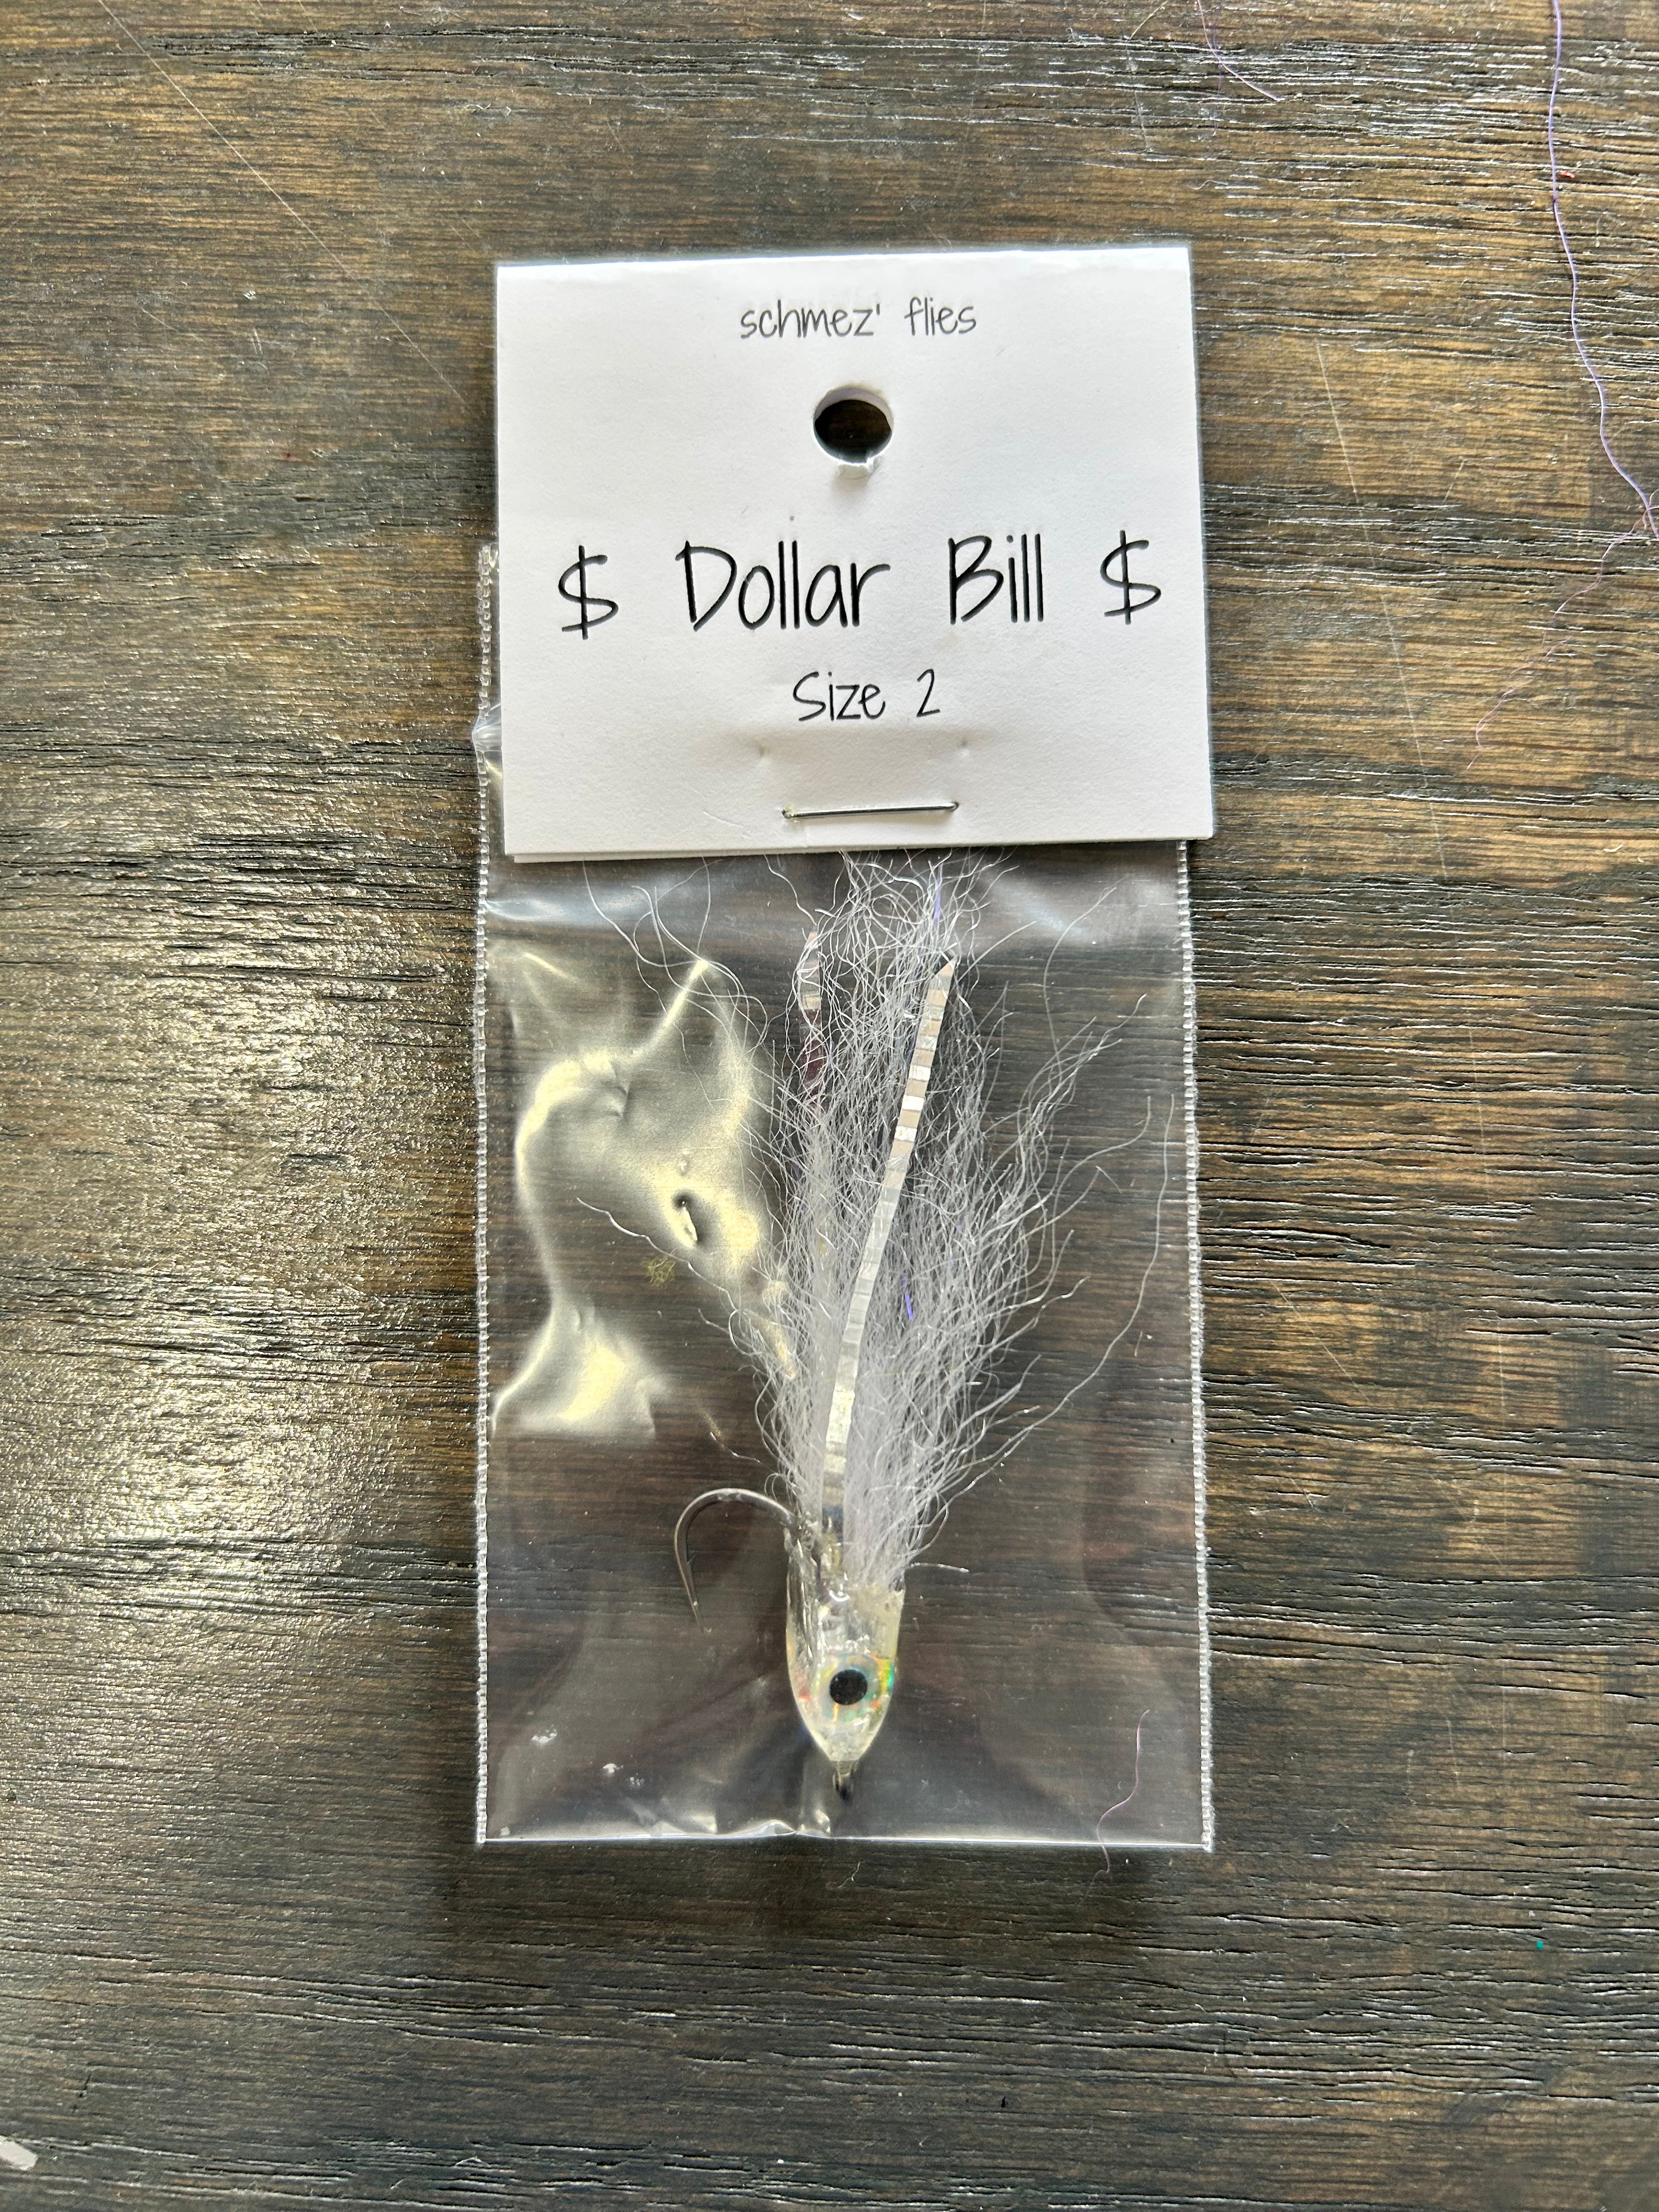 schmez' flies
$ Dollar Bill $
Size 2